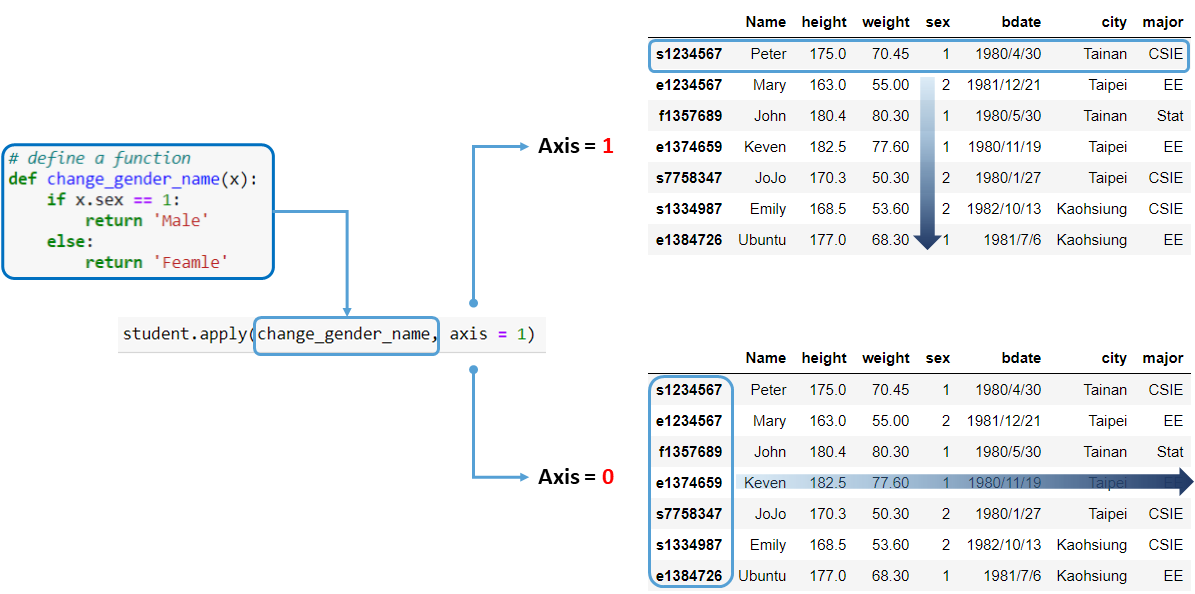 # define a function
def change_gender_name(x):
    if x.sex == 1:
        return 'Male'
    else:
        return 'Feamle'
student.apply(change_gender_name, axis = 1)
Axis = 1
Name height weight sex bdate city major
s1234567 Peter 175.0 70.45 1 1980/4/30 Tainan CSIE
e1234567 Mary 163.0 55.00 2 1981/12/21 Taipei EE
f1357689 John 180.4 80.30 1 1980/5/30 Tainan Stat
e1374659 Keven 182.5 77.60 1 1980/11/19 Taipei EE
s7758347 JoJo 170.3 50.30 2 1980/1/27 Taipei CSIE
s1334987 Emily 168.5 53.60 2 1982/10/13 Kaohsiung CSIE
e1384726 Ubuntu 177.0 68.30 1 1981/7/6 Kaohsiung EE
Axis = 0
Name height weight sex bdate city major
s1234567 Peter 175.0 70.45 1 1980/4/30 Tainan CSIE
e1234567 Mary 163.0 55.00 2 1981/12/21 Taipei EE
f1357689 John 180.4 80.30 1 1980/5/30 Tainan Stat
e1374659 Keven 182.5 77.60 1 1980/11/19 Taipei EE
s7758347 JoJo 170.3 50.30 2 1980/1/27 Taipei CSIE
s1334987 Emily 168.5 53.60 2 1982/10/13 Kaohsiung CSIE
e1384726 Ubuntu 177.0 68.30 1 1981/7/6 Kaohsiung EE